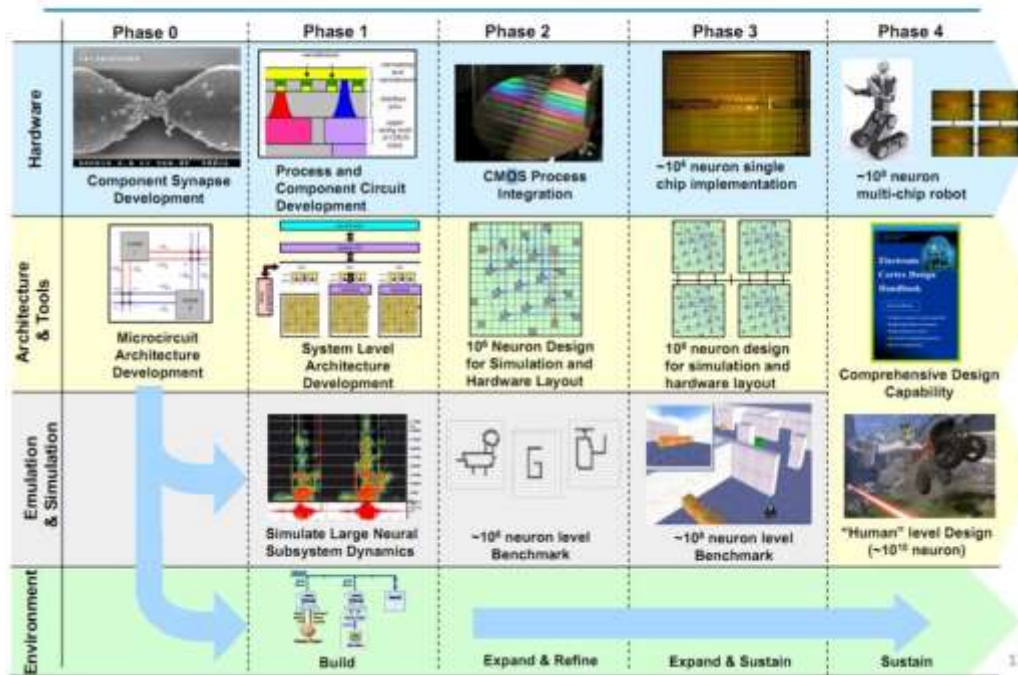 Phase 0
Phase 1
Phase 2
Phase 3
Phase 4
Hardware
Component Synapse
Development
Process and
Component Circuit
Development
CMOS Process
Integration
~10⁶ neuron single
chip implementation
~10⁸ neuron
multi-chip robot
Architecture
& Tools
Microcircuit
Architecture
Development
System Level
Architecture
Development
10⁶ Neuron Design
for Simulation and
Hardware Layout
10⁸ neuron design
for simulation and
hardware layout
Electronic
Cortex Design
Handbook
Comprehensive Design
Capability
Emulation
& Simulation
Simulate Large Neural
Subsystem Dynamics
G
~10⁶ neuron level
Benchmark
~10⁸ neuron level
Benchmark
"Human" level Design
(~10¹⁰ neuron)
Environment
Build
Expand & Refine
Expand & Sustain
Sustain
1